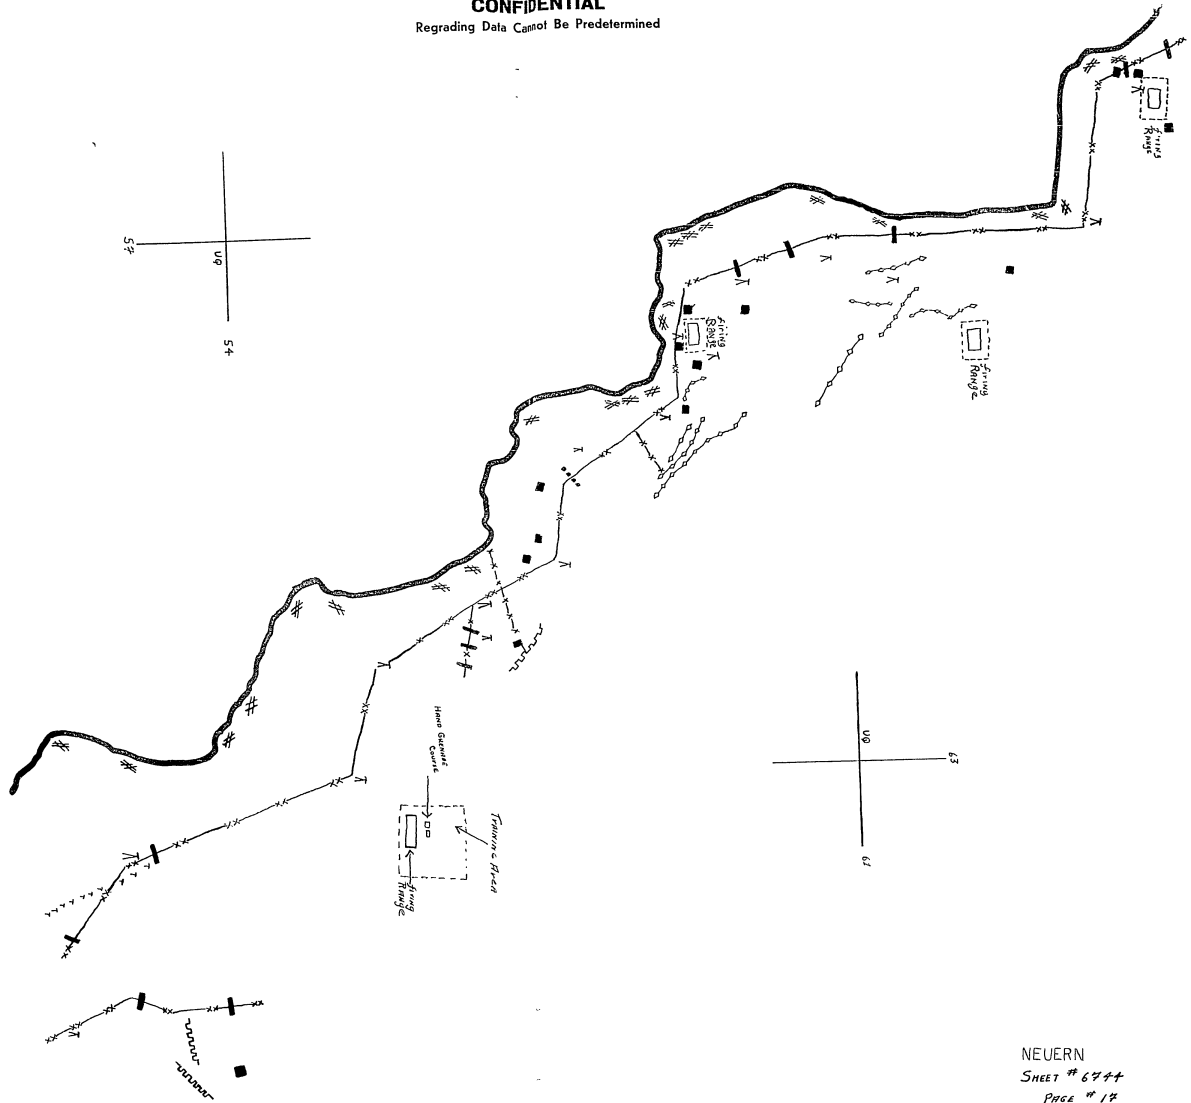 CONFIDENTIAL
Regrading Data Cannot Be Predetermined
firing
RANGE
57
UQ
54
firing
RANGE
firing
RANGE
HAND GRENADE
COURSE
TRAINING AREA
firing
RANGE
UQ
63
61
NEUERN
SHEET # 6744
PAGE # 17